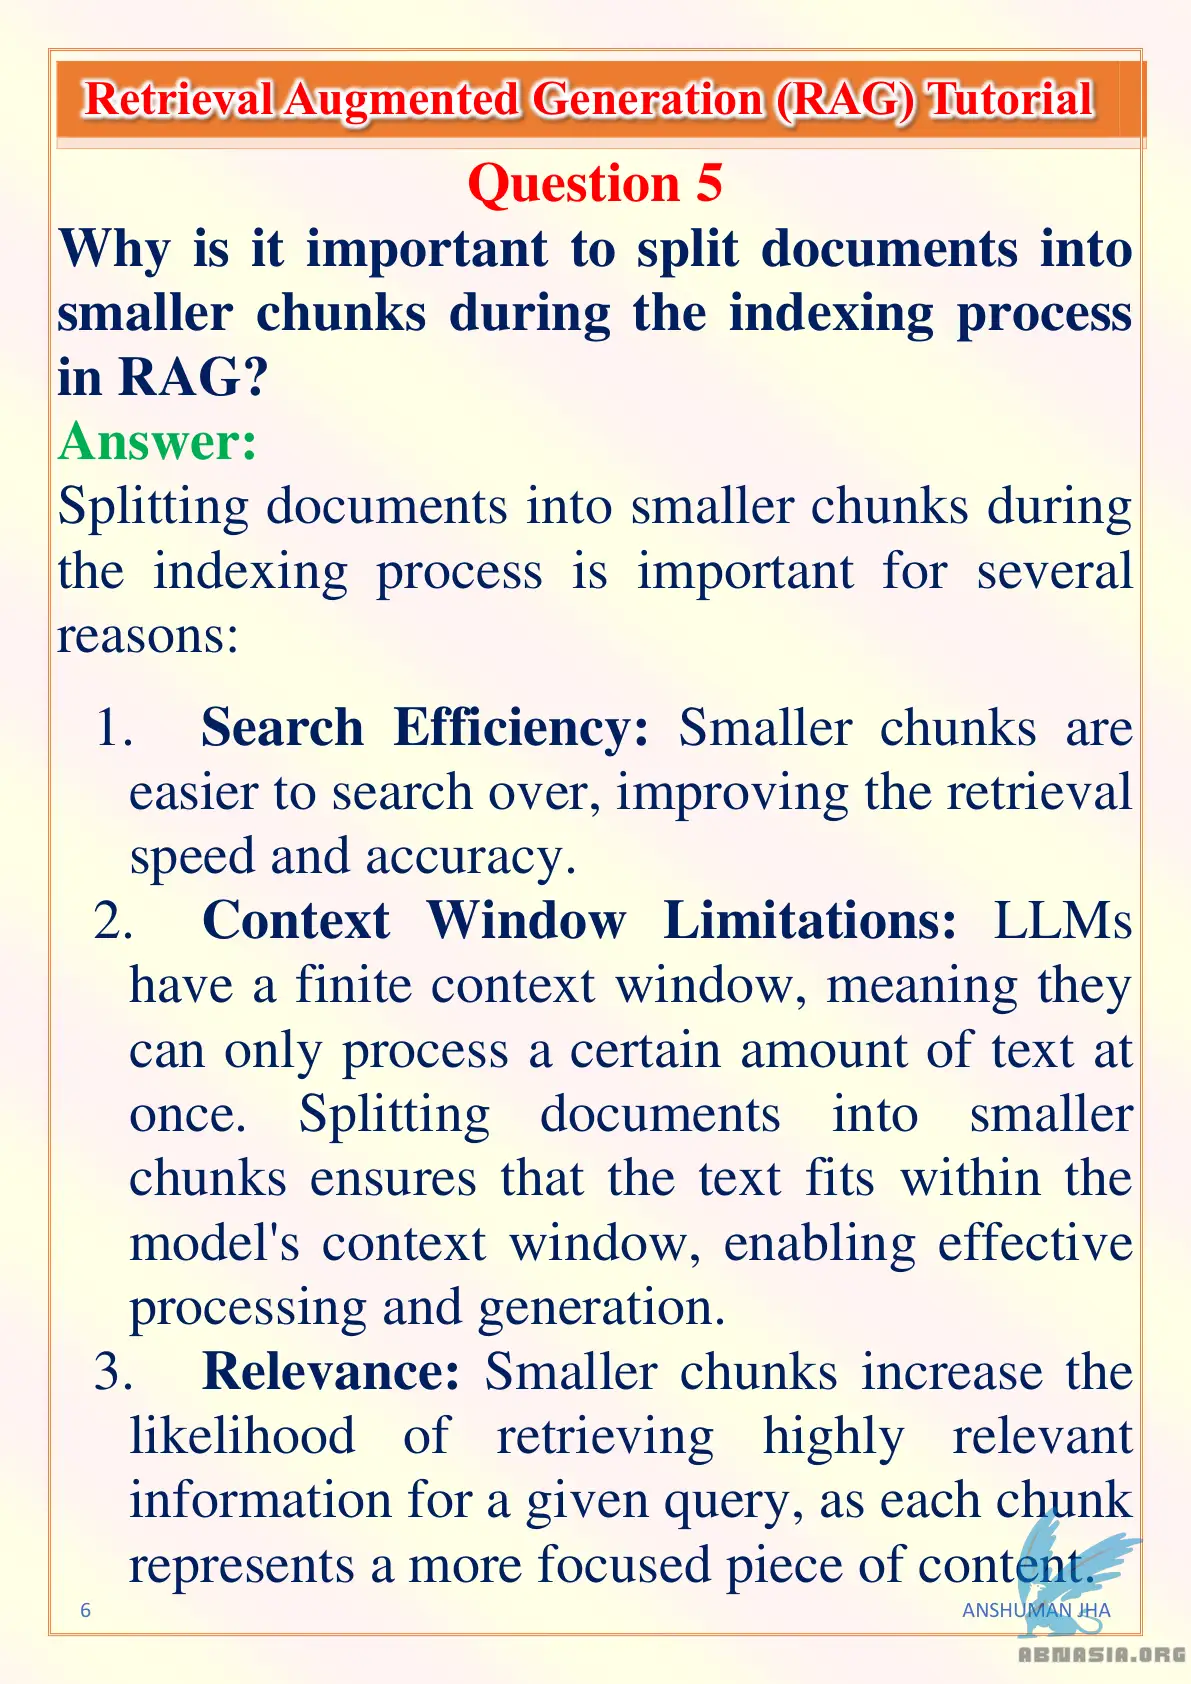 Retrieval Augmented Generation (RAG) Tutorial
Question 5
Why is it important to split documents into
smaller chunks during the indexing process
in RAG?
Answer:
Splitting documents into smaller chunks during
the indexing process is important for several
reasons:
1. Search Efficiency: Smaller chunks are
easier to search over, improving the retrieval
speed and accuracy.
2. Context Window Limitations: LLMs
have a finite context window, meaning they
can only process a certain amount of text at
once. Splitting documents into smaller
chunks ensures that the text fits within the
model's context window, enabling effective
processing and generation.
3. Relevance: Smaller chunks increase the
likelihood of retrieving highly relevant
information for a given query, as each chunk
represents a more focused piece of content.
6 ANSHUMAN JHA
ABNASIA.ORG